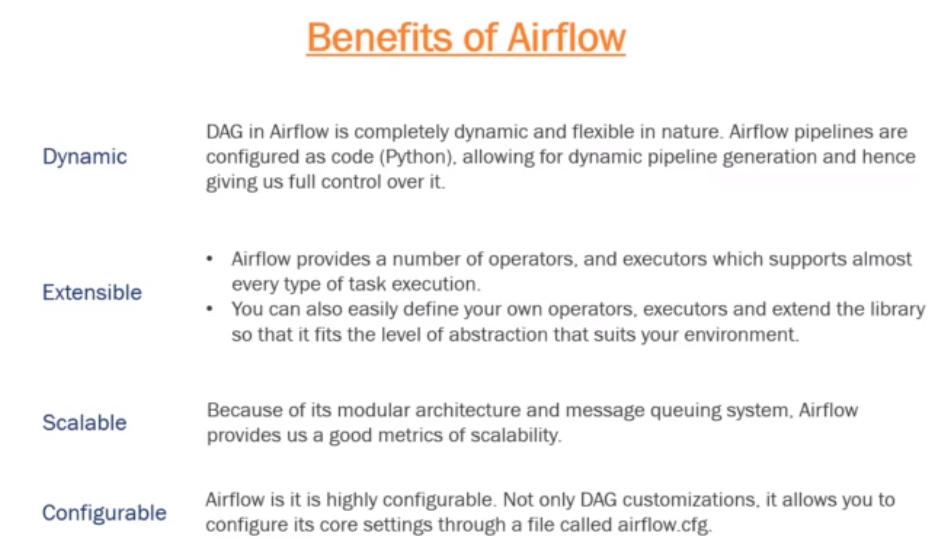 Benefits of Airflow
Dynamic
DAG in Airflow is completely dynamic and flexible in nature. Airflow pipelines are
configured as code (Python), allowing for dynamic pipeline generation and hence
giving us full control over it.
Extensible
• Airflow provides a number of operators, and executors which supports almost
every type of task execution.
• You can also easily define your own operators, executors and extend the library
so that it fits the level of abstraction that suits your environment.
Scalable
Because of its modular architecture and message queuing system, Airflow
provides us a good metrics of scalability.
Configurable
Airflow is it is highly configurable. Not only DAG customizations, it allows you to
configure its core settings through a file called airflow.cfg.